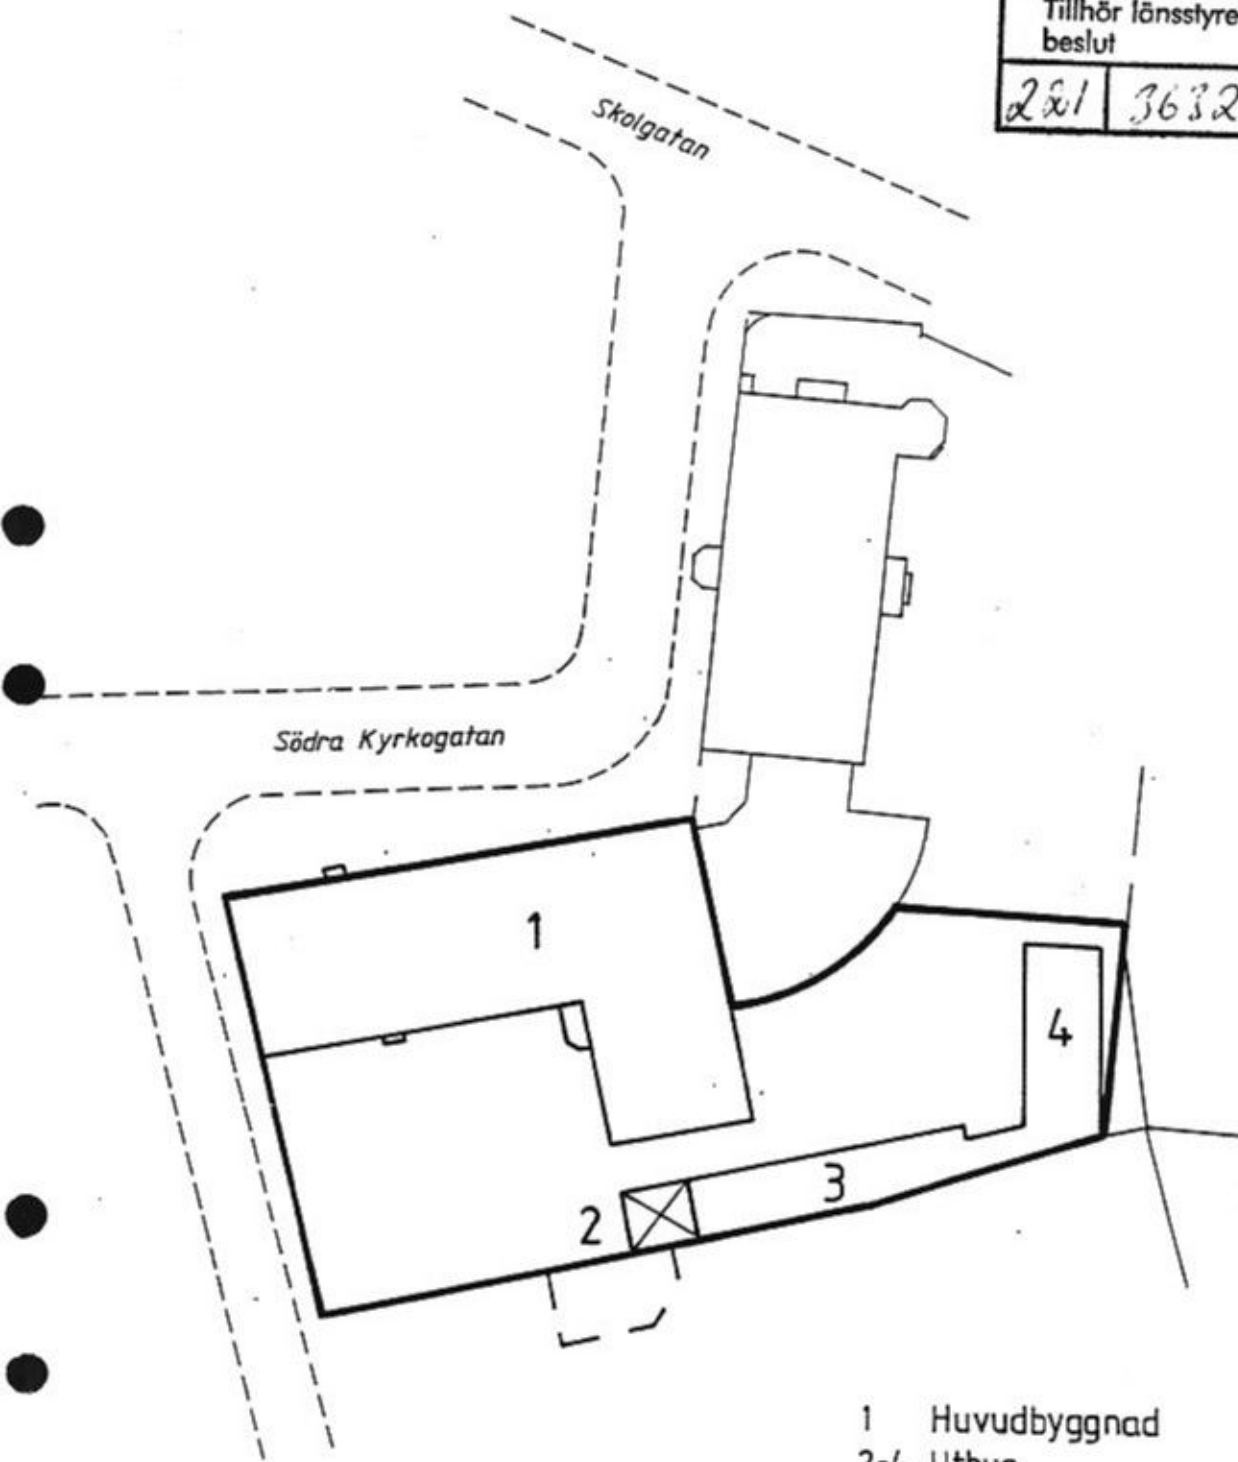 Tillhör länsstyre
beslut
221 3632
Skolgatan
Södra Kyrkogatan
1
4
3
2
1 Huvudbyggnad